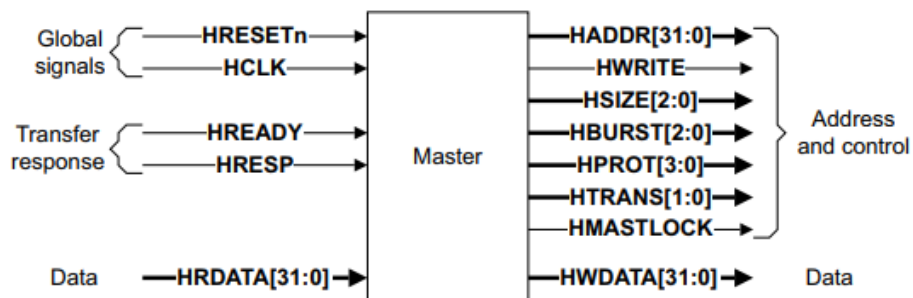 Global
signals
HRESETn
HCLK
Transfer
response
HREADY
HRESP
Data
HRDATA[31:0]
Master
HADDR[31:0]
HWRITE
HSIZE[2:0]
HBURST[2:0]
HPROT[3:0]
HTRANS[1:0]
HMASTLOCK
Address
and control
HWDATA[31:0]
Data